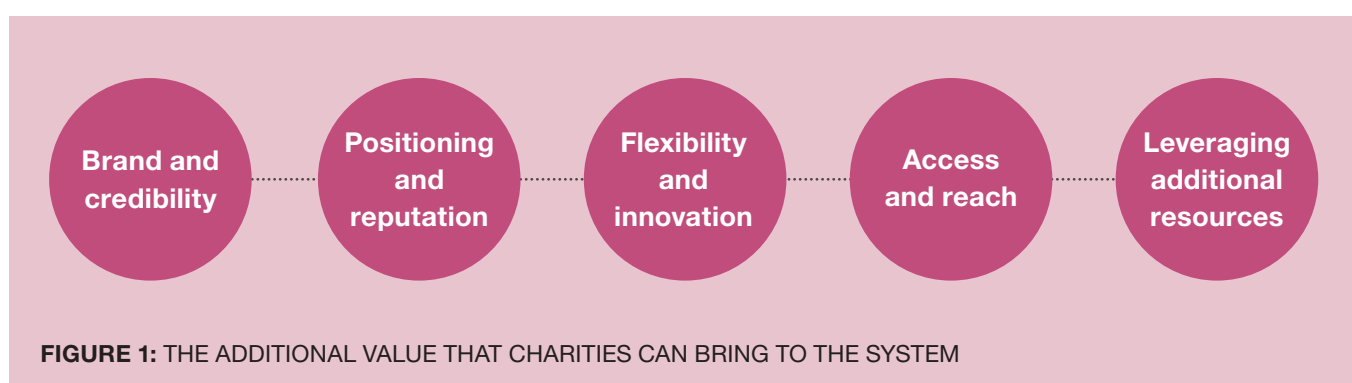 Brand and
credibility
Positioning
and
reputation
Flexibility
and
innovation
Access
and reach
Leveraging
additional
resources
FIGURE 1: THE ADDITIONAL VALUE THAT CHARITIES CAN BRING TO THE SYSTEM